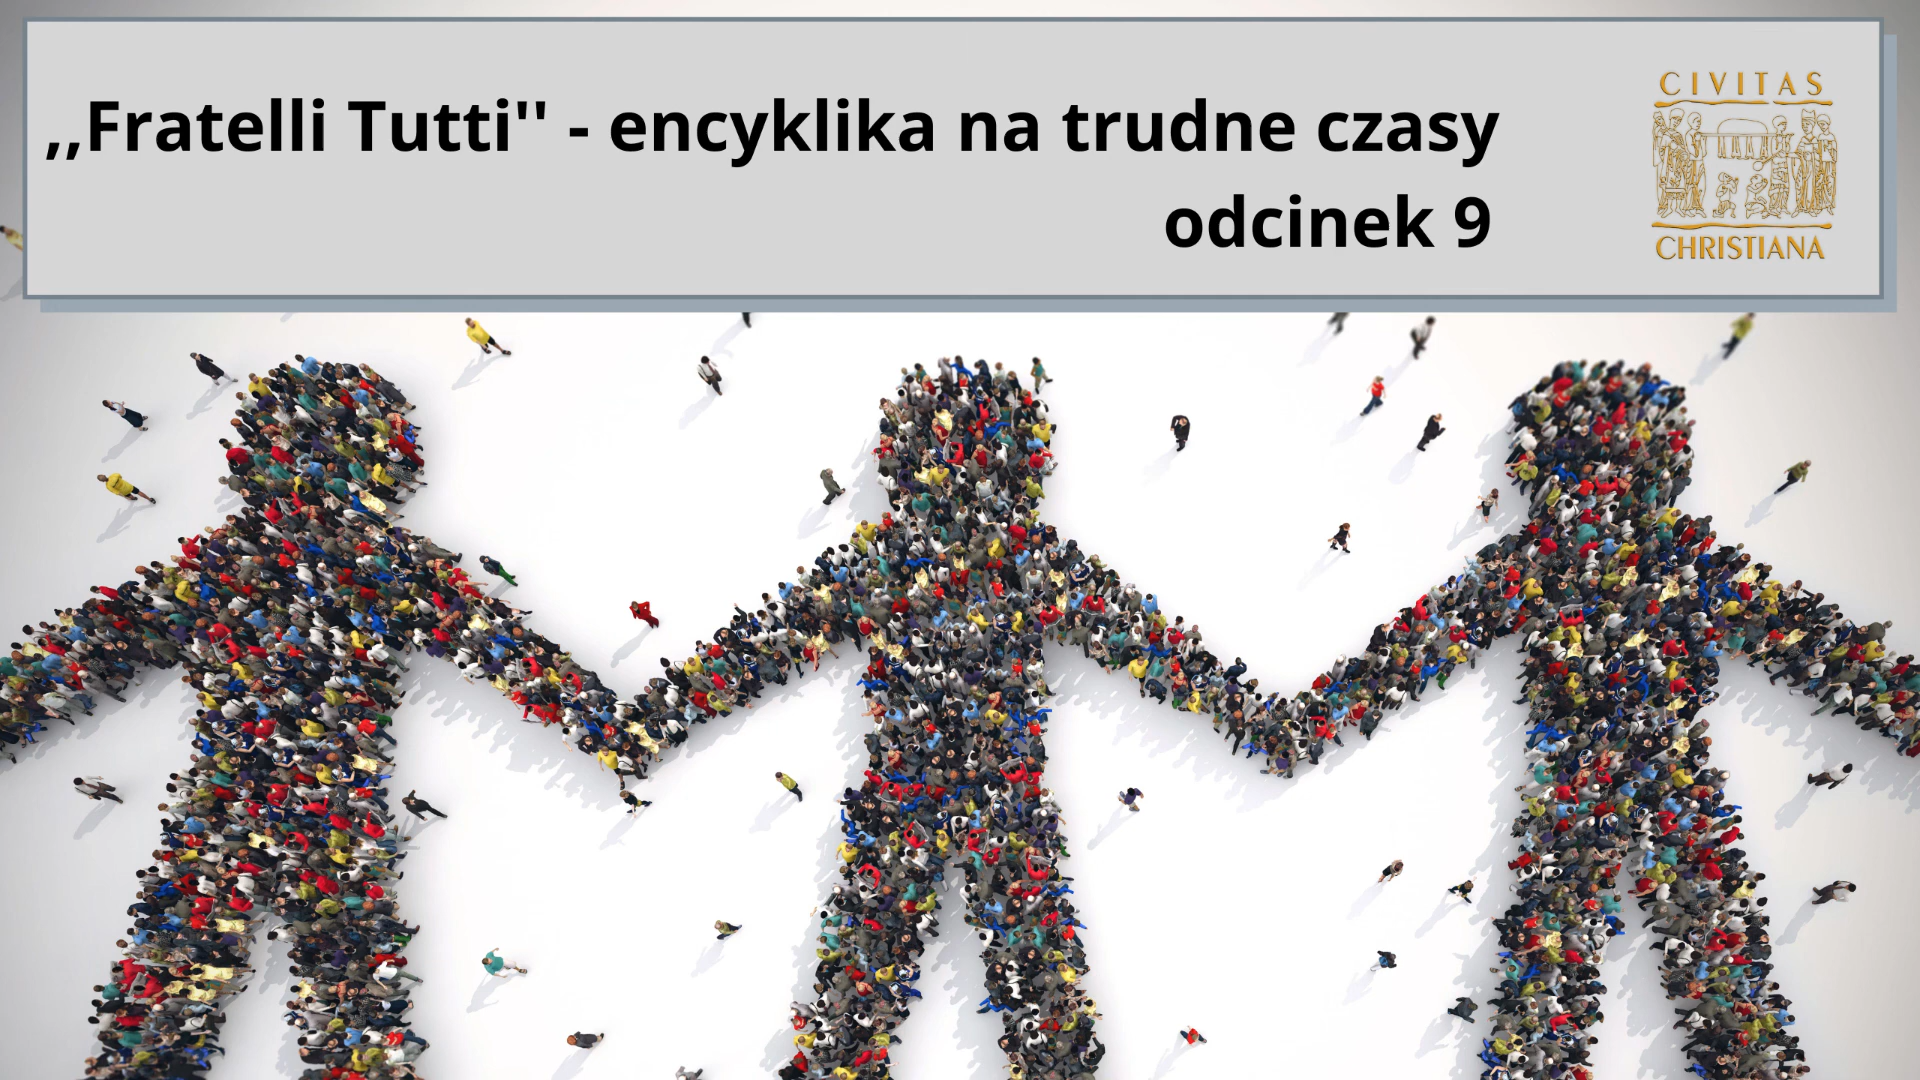 ,,Fratelli Tutti'' - encyklika na trudne czasy
odcinek 9
CIVITAS
CHRISTIANA